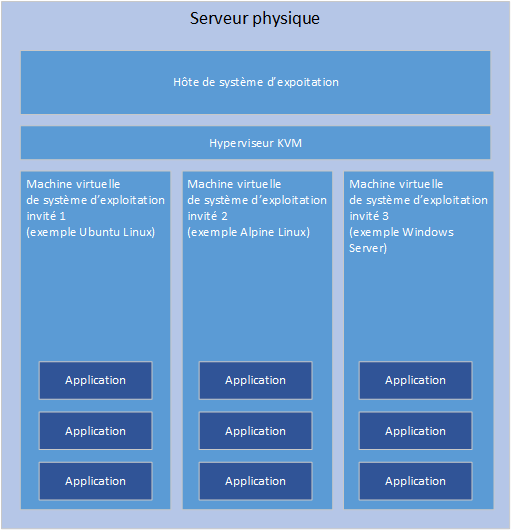 Serveur physique
Hôte de système d'expoitation
Hyperviseur KVM
Machine virtuelle
de système d'exploitation
invité 1
(exemple Ubuntu Linux)
Machine virtuelle
de système d'exploitation
invité 2
(exemple Alpine Linux)
Machine virtuelle
de système d'exploitation
invité 3
(exemple Windows
Server)
Application
Application
Application
Application
Application
Application
Application
Application
Application